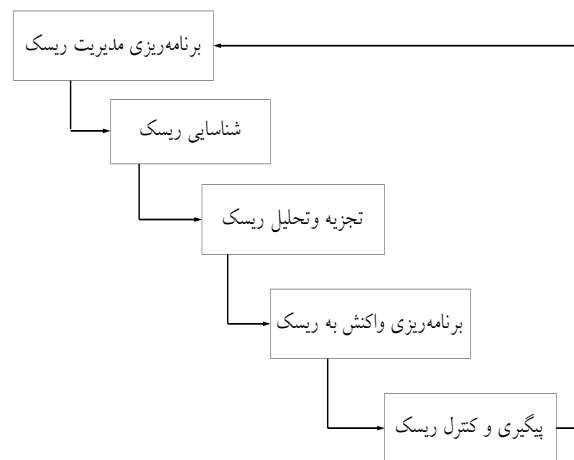 برنامه‌ریزی مدیریت ریسک
شناسایی ریسک
تجزیه وتحلیل ریسک
برنامه‌ریزی واکنش به ریسک
پیگیری و کنترل ریسک